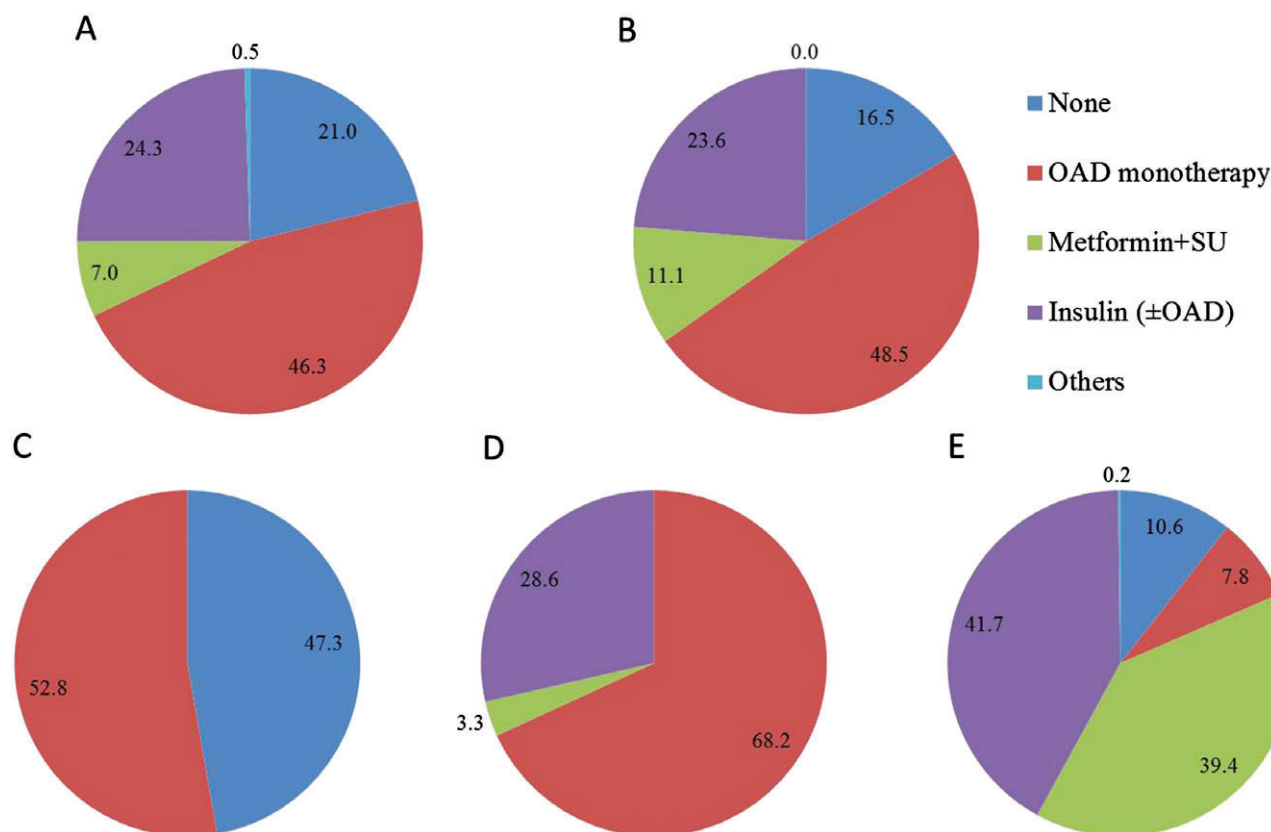 A
0.5
21.0
24.3
7.0
46.3
B
0.0
16.5
23.6
11.1
48.5
None
OAD monotherapy
Metformin+SU
Insulin (±OAD)
Others
C
47.3
52.8
D
28.6
3.3
68.2
E
0.2
10.6
7.8
41.7
39.4